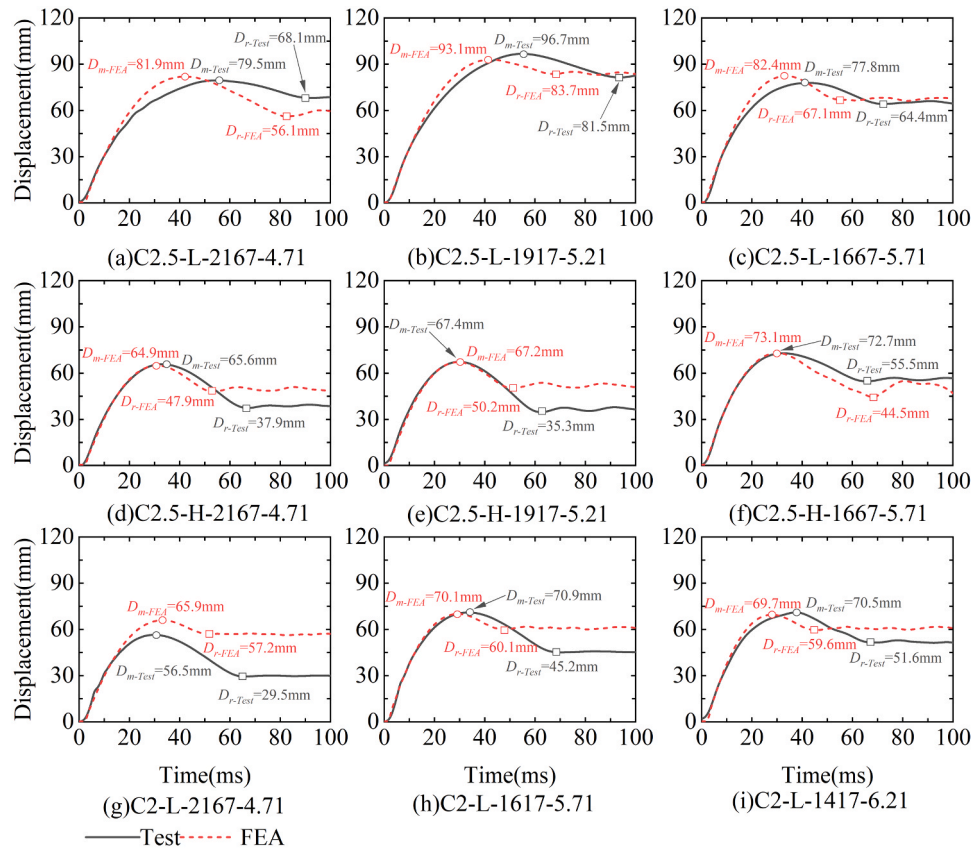 Displacement(mm)
120
90
60
30
0
0 20 40 60 80 100
D_m-FEA=81.9mm
D_m-Test=79.5mm
D_r-Test=68.1mm
D_r-FEA=56.1mm
(a)C2.5-L-2167-4.71
120
90
60
30
0
0 20 40 60 80 100
D_m-FEA=93.1mm
D_m-Test=96.7mm
D_r-FEA=83.7mm
D_r-Test=81.5mm
(b)C2.5-L-1917-5.21
120
90
60
30
0
0 20 40 60 80 100
D_m-FEA=82.4mm
D_m-Test=77.8mm
D_r-FEA=67.1mm
D_r-Test=64.4mm
(c)C2.5-L-1667-5.71
Displacement(mm)
120
90
60
30
0
0 20 40 60 80 100
D_m-FEA=64.9mm
D_m-Test=65.6mm
D_r-FEA=47.9mm
D_r-Test=37.9mm
(d)C2.5-H-2167-4.71
120
90
60
30
0
0 20 40 60 80 100
D_m-Test=67.4mm
D_m-FEA=67.2mm
D_r-FEA=50.2mm
D_r-Test=35.3mm
(e)C2.5-H-1917-5.21
120
90
60
30
0
0 20 40 60 80 100
D_m-FEA=73.1mm
D_m-Test=72.7mm
D_r-Test=55.5mm
D_r-FEA=44.5mm
(f)C2.5-H-1667-5.71
Displacement(mm)
120
90
60
30
0
0 20 40 60 80 100
D_m-FEA=65.9mm
D_r-FEA=57.2mm
D_m-Test=56.5mm
D_r-Test=29.5mm
Time(ms)
(g)C2-L-2167-4.71
120
90
60
30
0
0 20 40 60 80 100
D_m-FEA=70.1mm
D_m-Test=70.9mm
D_r-FEA=60.1mm
D_r-Test=45.2mm
Time(ms)
(h)C2-L-1617-5.71
120
90
60
30
0
0 20 40 60 80 100
D_m-FEA=69.7mm
D_m-Test=70.5mm
D_r-FEA=59.6mm
D_r-Test=51.6mm
Time(ms)
(i)C2-L-1417-6.21
Test FEA